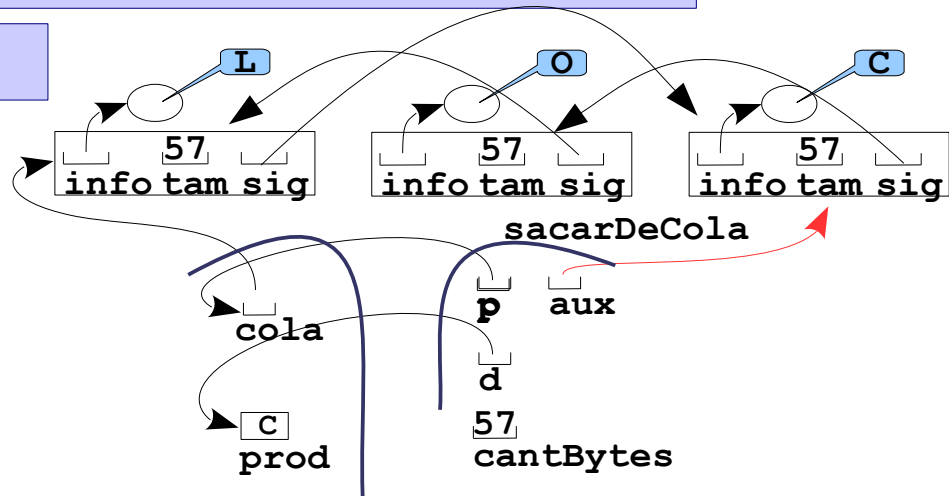 L O C
57 57 57
info tam sig info tam sig info tam sig
sacarDeCola
p aux
cola
d
C 57
prod cantBytes